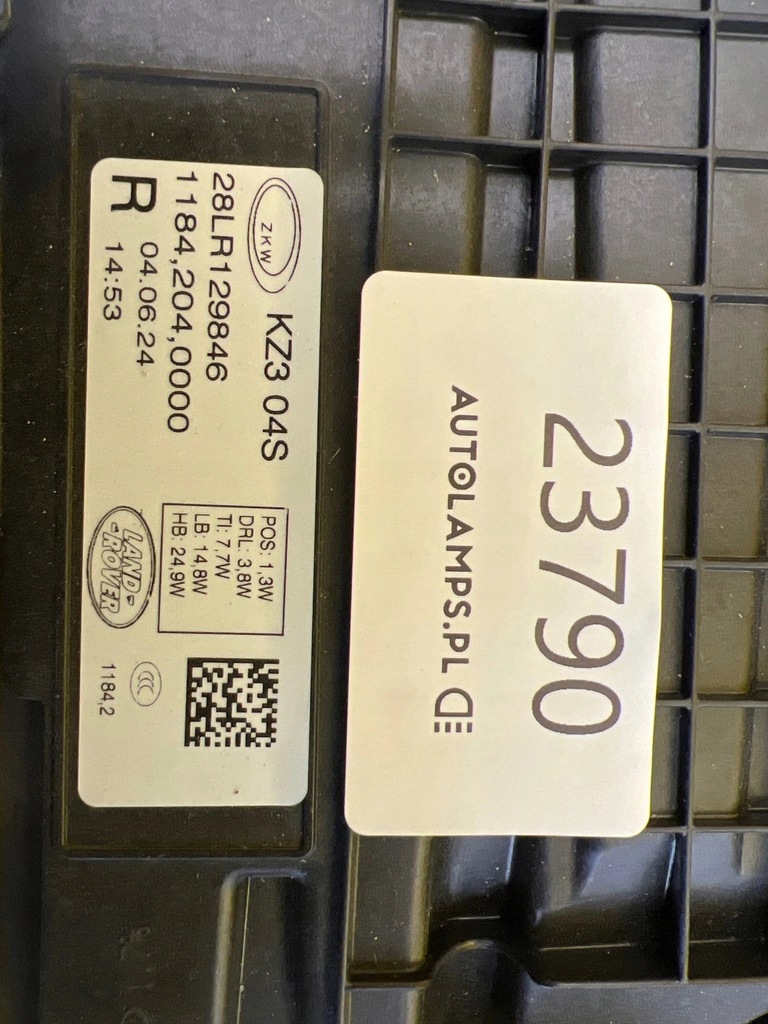 ZKW
KZ3 04S
28LR129846
1184,204,0000
R
04.06.24
14:53
POS: 1,3W
DRL: 3,8W
TI: 7,7W
LB: 14,8W
HB: 24,9W
LAND-
-ROVER
CCC
1184,2
23790
AUTOLAMPS.PL